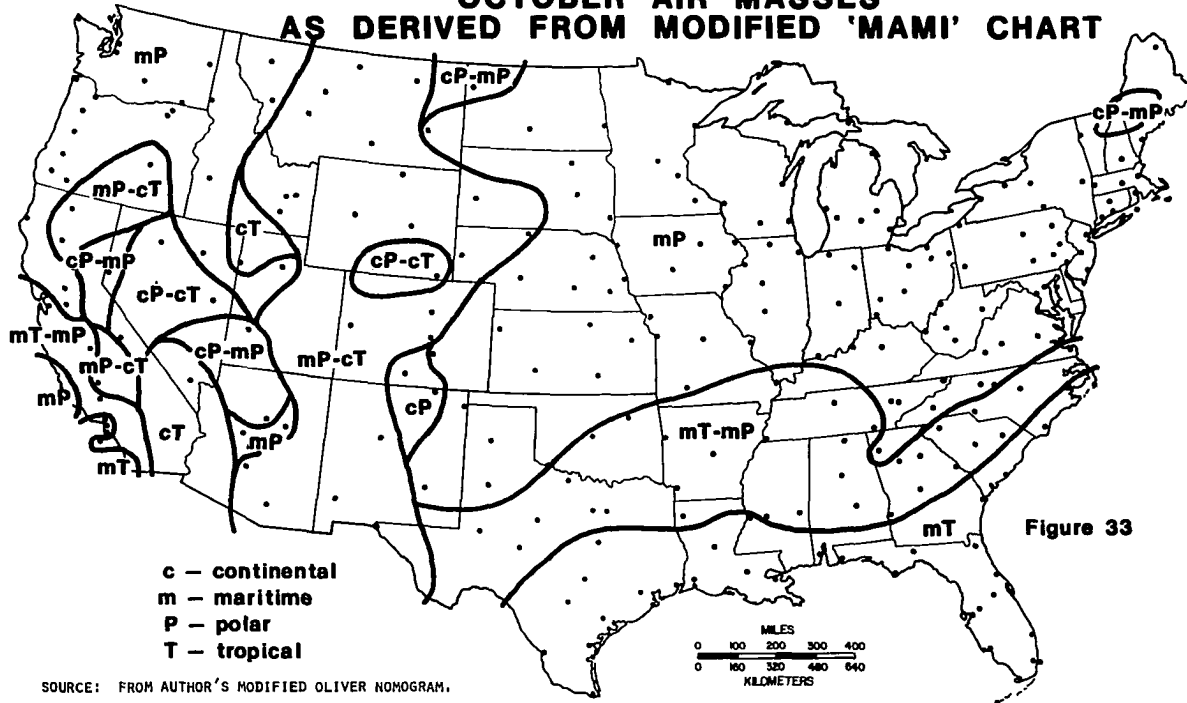 OCTOBER AIR MASSES
AS DERIVED FROM MODIFIED 'MAMI' CHART
mP
cP-mP
cP-mP
mP-cT
cT
mP
cP-mP
cP-cT
cP-cT
mT-mP
cP-mP
mP-cT
mP-cT
mP
cP
cT
mP
mT-mP
mT
mT
Figure 33
c – continental
m – maritime
P – polar
T – tropical
MILES
0 100 200 300 400
0 160 320 480 640
KILOMETERS
SOURCE: FROM AUTHOR'S MODIFIED OLIVER NOMOGRAM.